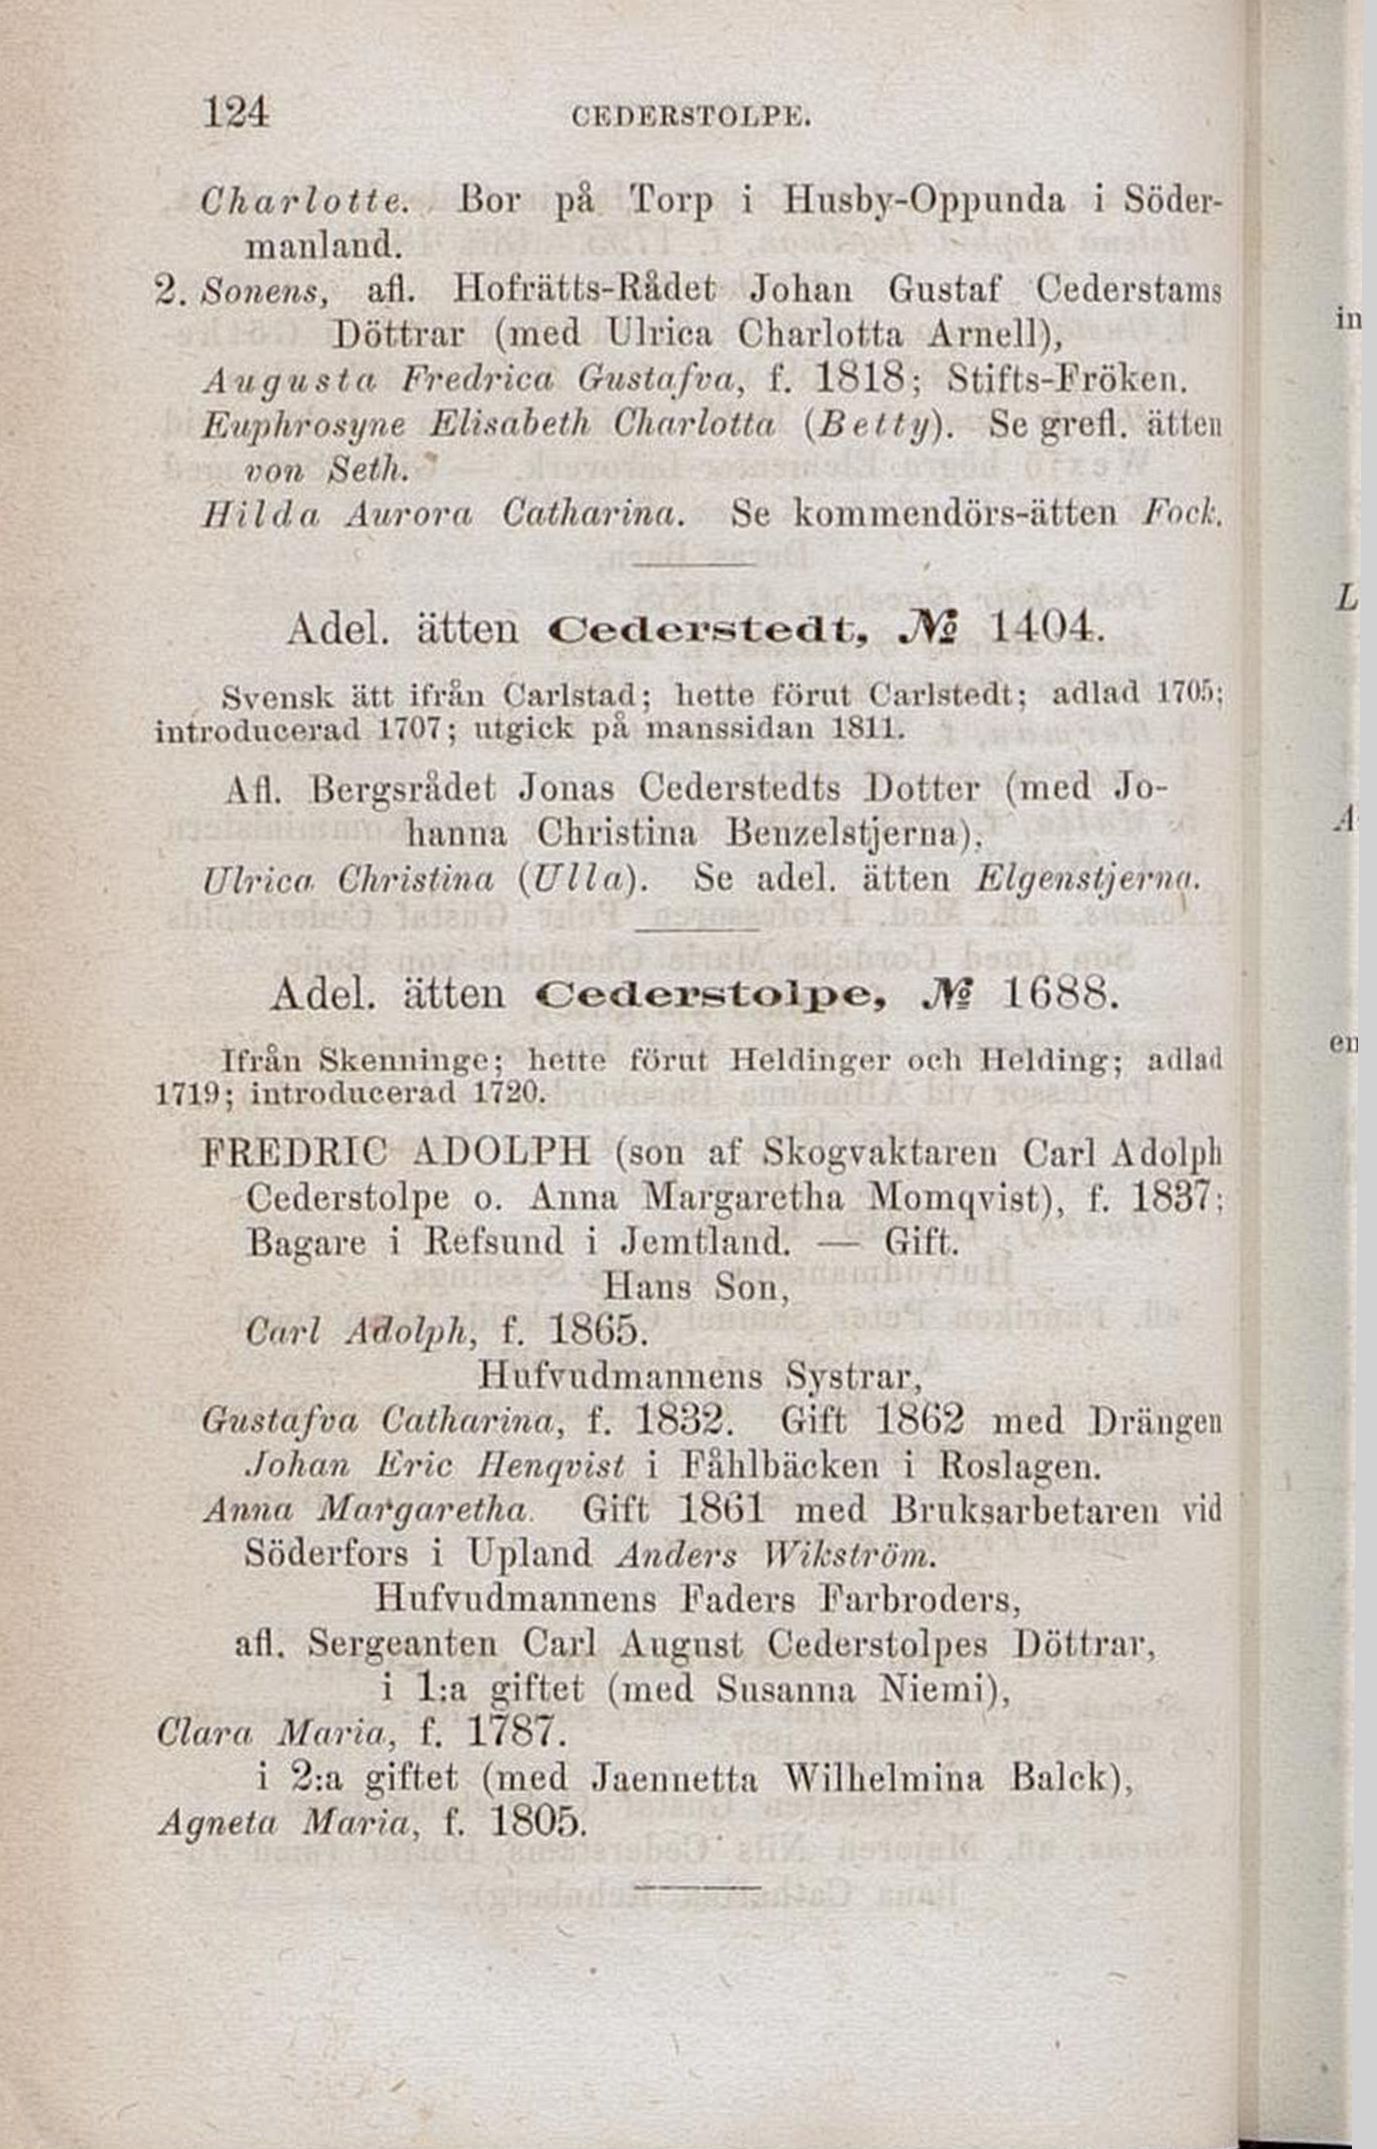 124 CEDERSTOLPE.
Charlotte. Bor på Torp i Husby-Oppunda i Söder-
manland.
2. Sonens, afl. Hofrätts-Rådet Johan Gustaf Cederstams
Döttrar (med Ulrica Charlotta Arnell),
Augusta Fredrica Gustafva, f. 1818; Stifts-Fröken.
Euphrosyne Elisabeth Charlotta (Betty). Se grefl. ätten
von Seth.
Hilda Aurora Catharina. Se kommendörs-ätten Fock.
Adel. ätten Cederstedt, № 1404.
Svensk ätt ifrån Carlstad; hette förut Carlstedt; adlad 1705;
introducerad 1707; utgick på manssidan 1811.
Afl. Bergsrådet Jonas Cederstedts Dotter (med Jo-
hanna Christina Benzelstjerna),
Ulrica Christina (Ulla). Se adel. ätten Elgenstjerna.
Adel. ätten Cederstolpe, № 1688.
Ifrån Skenninge; hette förut Heldinger och Helding; adlad
1719; introducerad 1720.
FREDRIC ADOLPH (son af Skogvaktaren Carl Adolph
Cederstolpe o. Anna Margaretha Momqvist), f. 1837;
Bagare i Refsund i Jemtland. — Gift.
Hans Son,
Carl Adolph, f. 1865.
Hufvudmannens Systrar,
Gustafva Catharina, f. 1832. Gift 1862 med Drängen
Johan Eric Henqvist i Fåhlbäcken i Roslagen.
Anna Margaretha. Gift 1861 med Bruksarbetaren vid
Söderfors i Upland Anders Wikström.
Hufvudmannens Faders Farbroders,
afl. Sergeanten Carl August Cederstolpes Döttrar,
i 1:a giftet (med Susanna Niemi),
Clara Maria, f. 1787.
i 2:a giftet (med Jaennetta Wilhelmina Balck),
Agneta Maria, f. 1805.
in
L
A
en